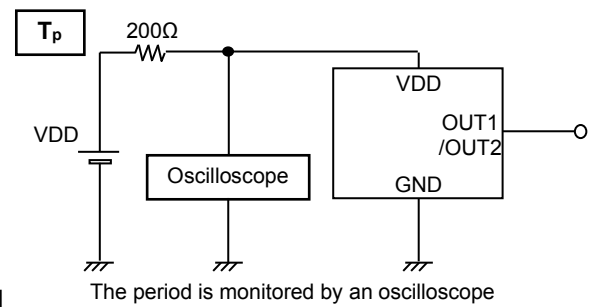 Tp
200Ω
VDD
VDD
OUT1
/OUT2
Oscilloscope
GND
The period is monitored by an oscilloscope